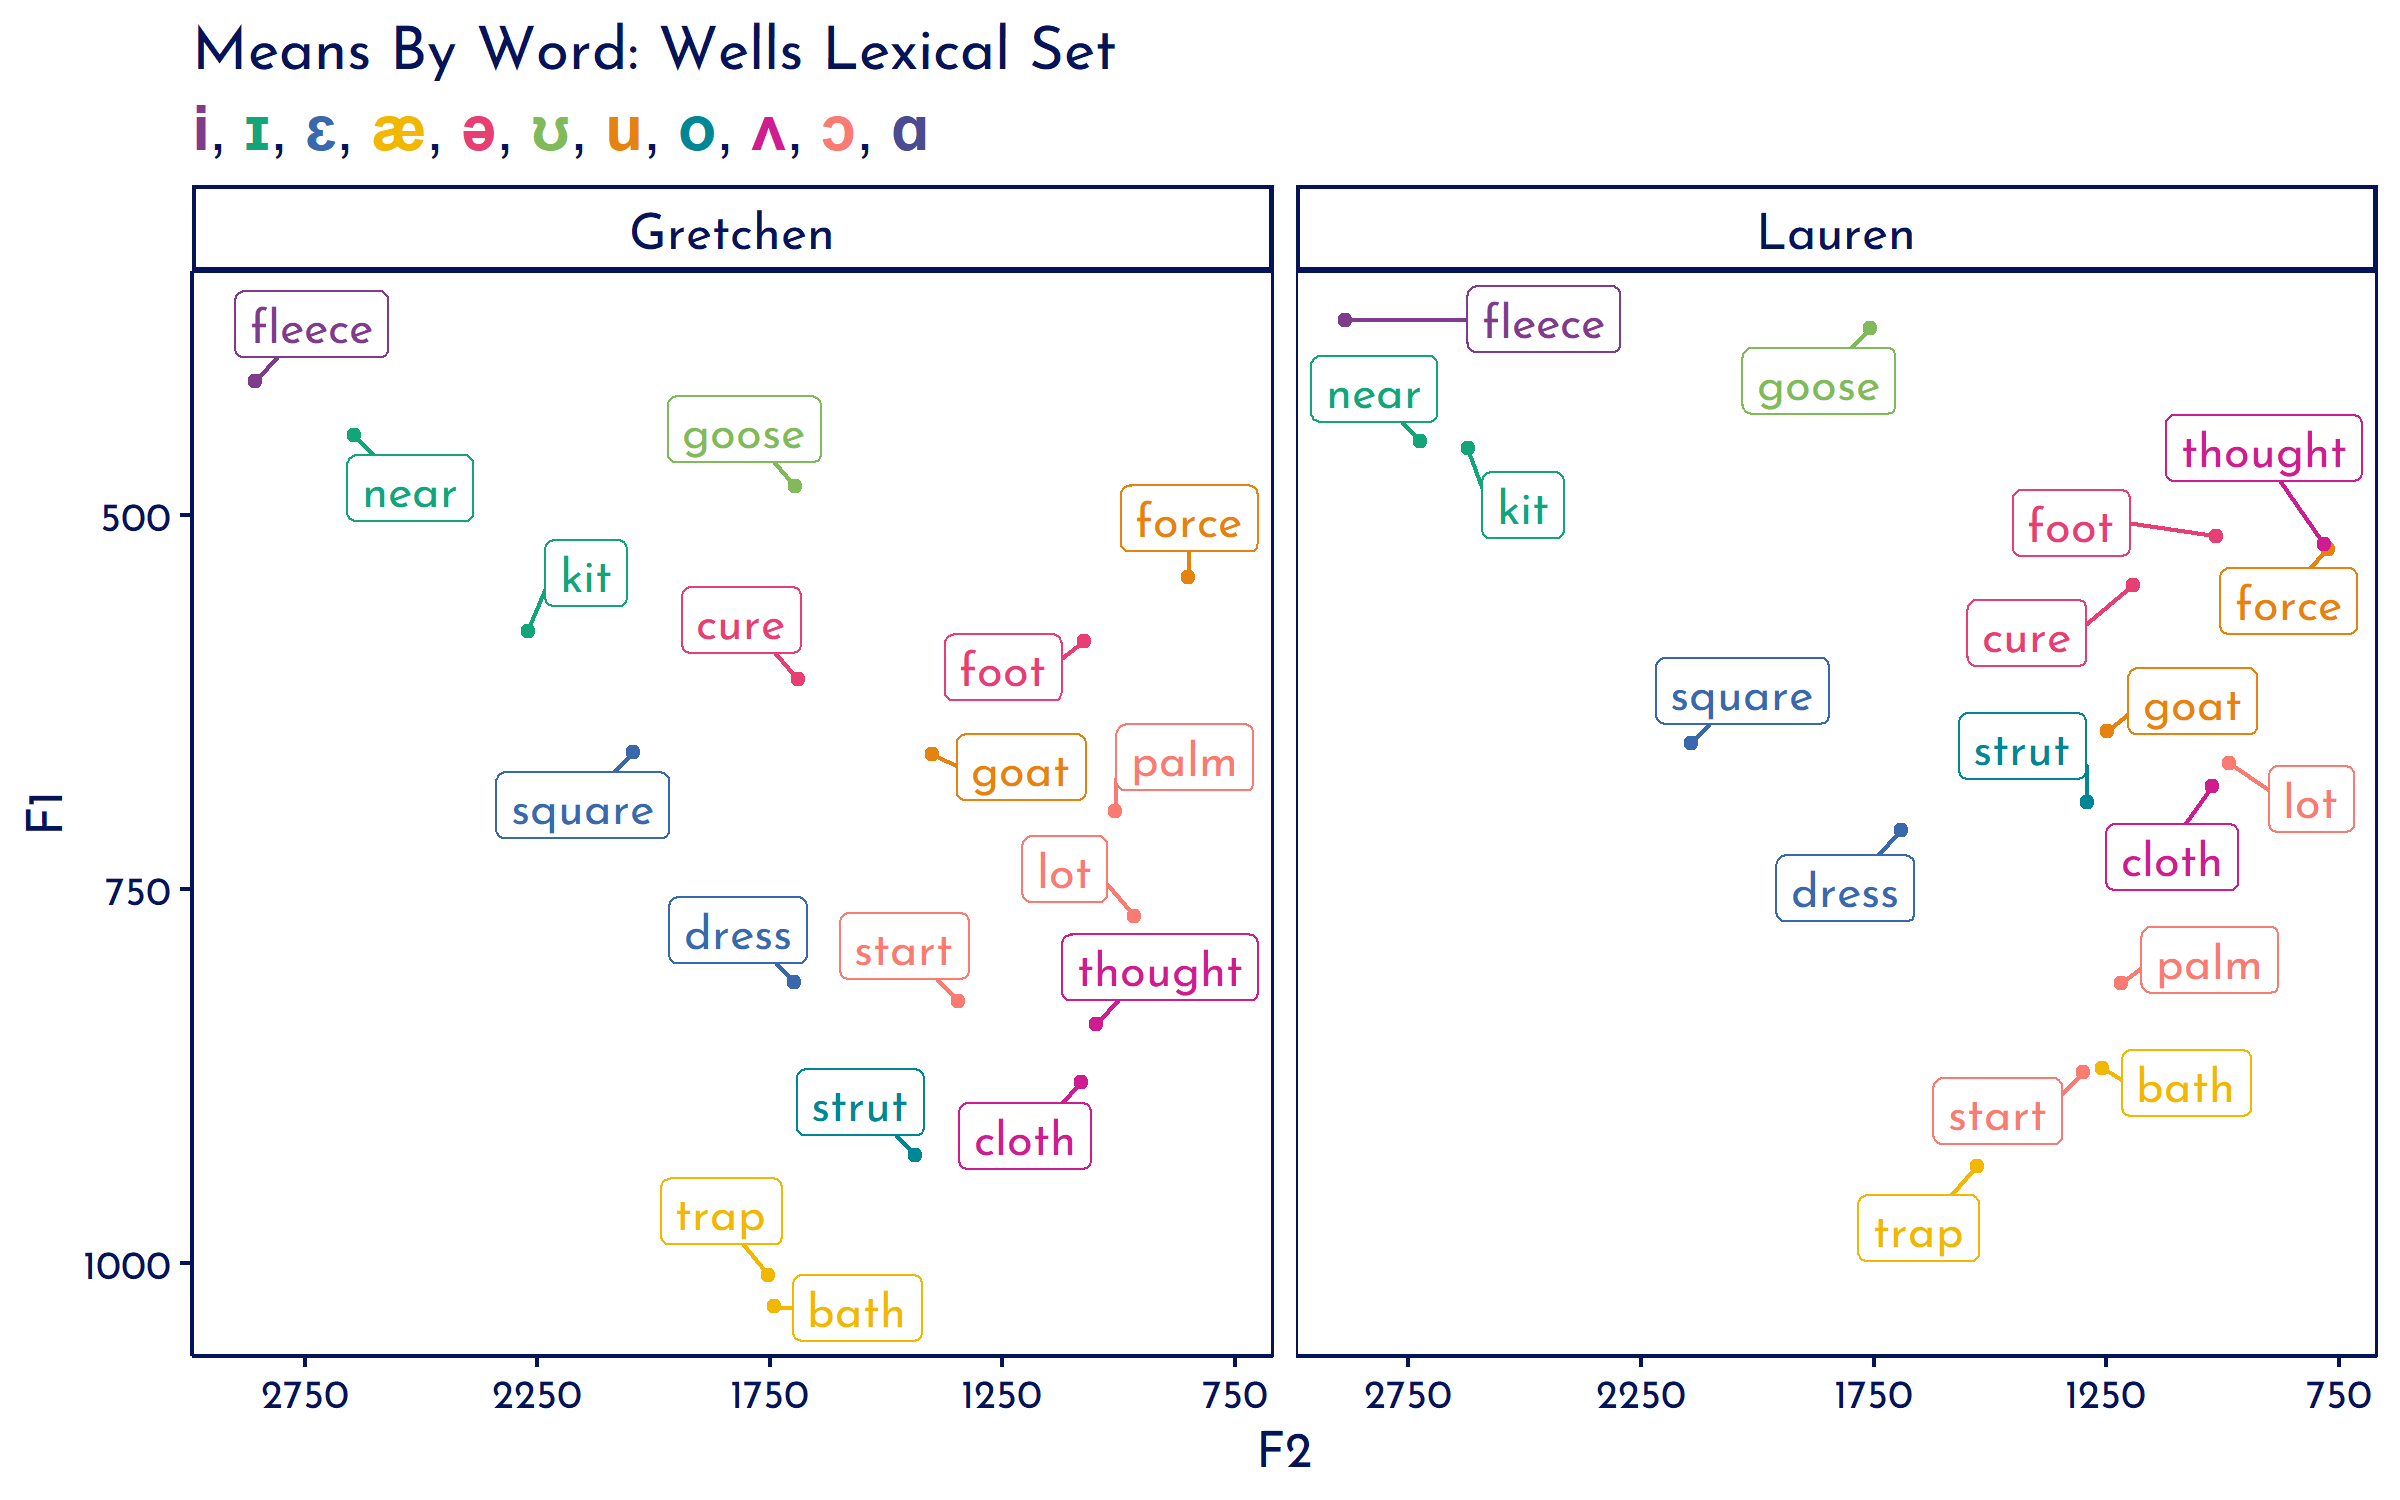 Means By Word: Wells Lexical Set
i, ɪ, ɛ, æ, ə, ʊ, u, o, ʌ, ɔ, ɑ
Gretchen
fleece
near
goose
kit
force
cure
foot
square
goat
palm
lot
dress
start
thought
strut
cloth
trap
bath
Lauren
fleece
near
goose
kit
thought
foot
force
cure
square
goat
strut
lot
cloth
dress
palm
bath
start
trap
F1
500
750
1000
2750 2250 1750 1250 750
2750 2250 1750 1250 750
F2